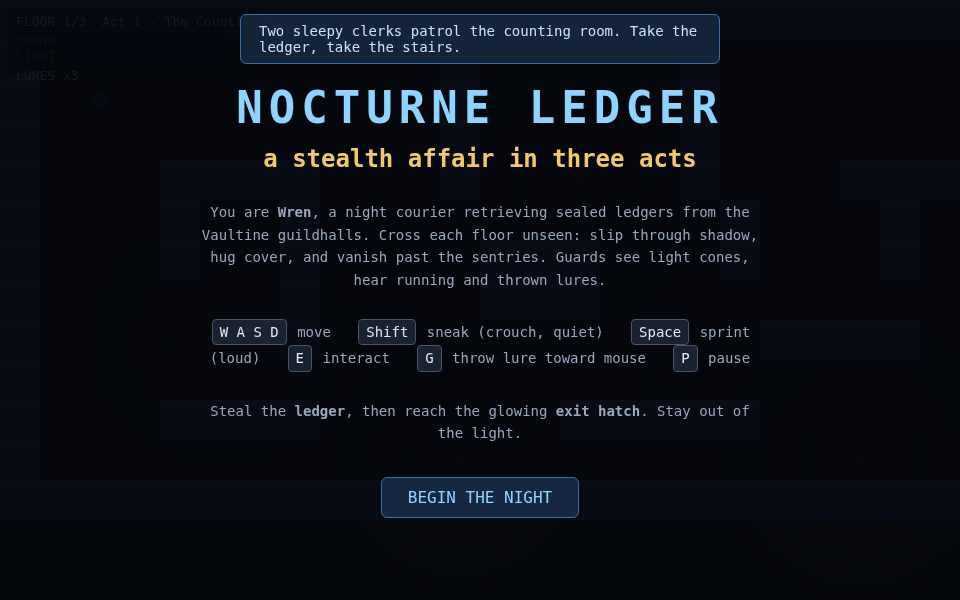 FLOOR 1/3 Act I - The Counti
SOUND
LIGHT
LURES x3
Two sleepy clerks patrol the counting room. Take the
ledger, take the stairs.
NOCTURNE LEDGER
a stealth affair in three acts
You are Wren, a night courier retrieving sealed ledgers from the
Vaultine guildhalls. Cross each floor unseen: slip through shadow,
hug cover, and vanish past the sentries. Guards see light cones,
hear running and thrown lures.
W A S D move Shift sneak (crouch, quiet) Space sprint
(loud) E interact G throw lure toward mouse P pause
Steal the ledger, then reach the glowing exit hatch. Stay out of
the light.
BEGIN THE NIGHT